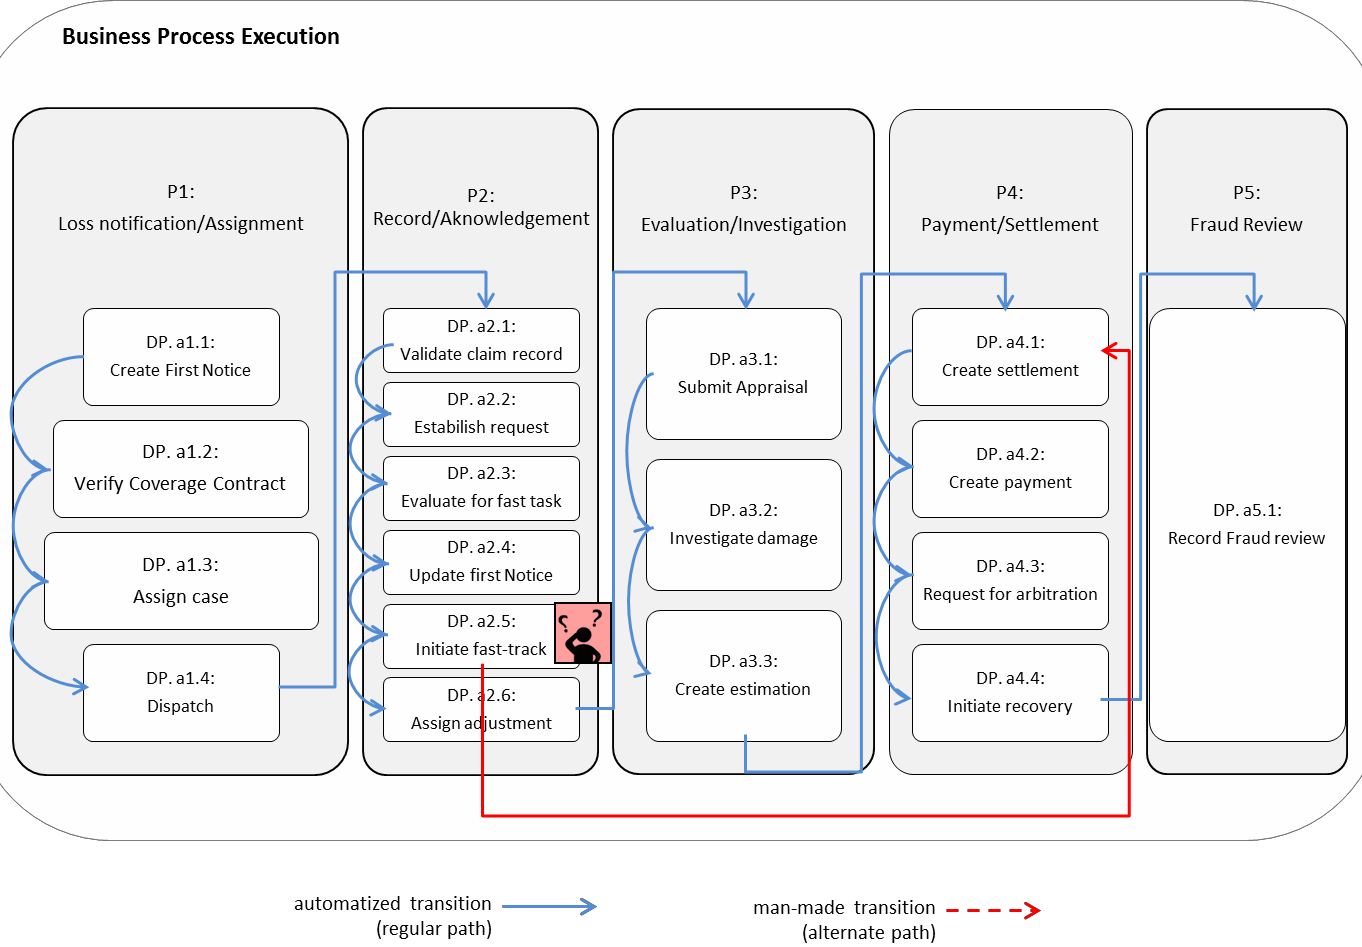 Business Process Execution
P1:
Loss notification/Assignment
DP. a1.1:
Create First Notice
DP. a1.2:
Verify Coverage Contract
DP. a1.3:
Assign case
DP. a1.4:
Dispatch
P2:
Record/Aknowledgement
DP. a2.1:
Validate claim record
DP. a2.2:
Estabilish request
DP. a2.3:
Evaluate for fast task
DP. a2.4:
Update first Notice
DP. a2.5:
Initiate fast-track
? ?
DP. a2.6:
Assign adjustment
P3:
Evaluation/Investigation
DP. a3.1:
Submit Appraisal
DP. a3.2:
Investigate damage
DP. a3.3:
Create estimation
P4:
Payment/Settlement
DP. a4.1:
Create settlement
DP. a4.2:
Create payment
DP. a4.3:
Request for arbitration
DP. a4.4:
Initiate recovery
P5:
Fraud Review
DP. a5.1:
Record Fraud review
automatized transition
(regular path)
man-made transition
(alternate path)